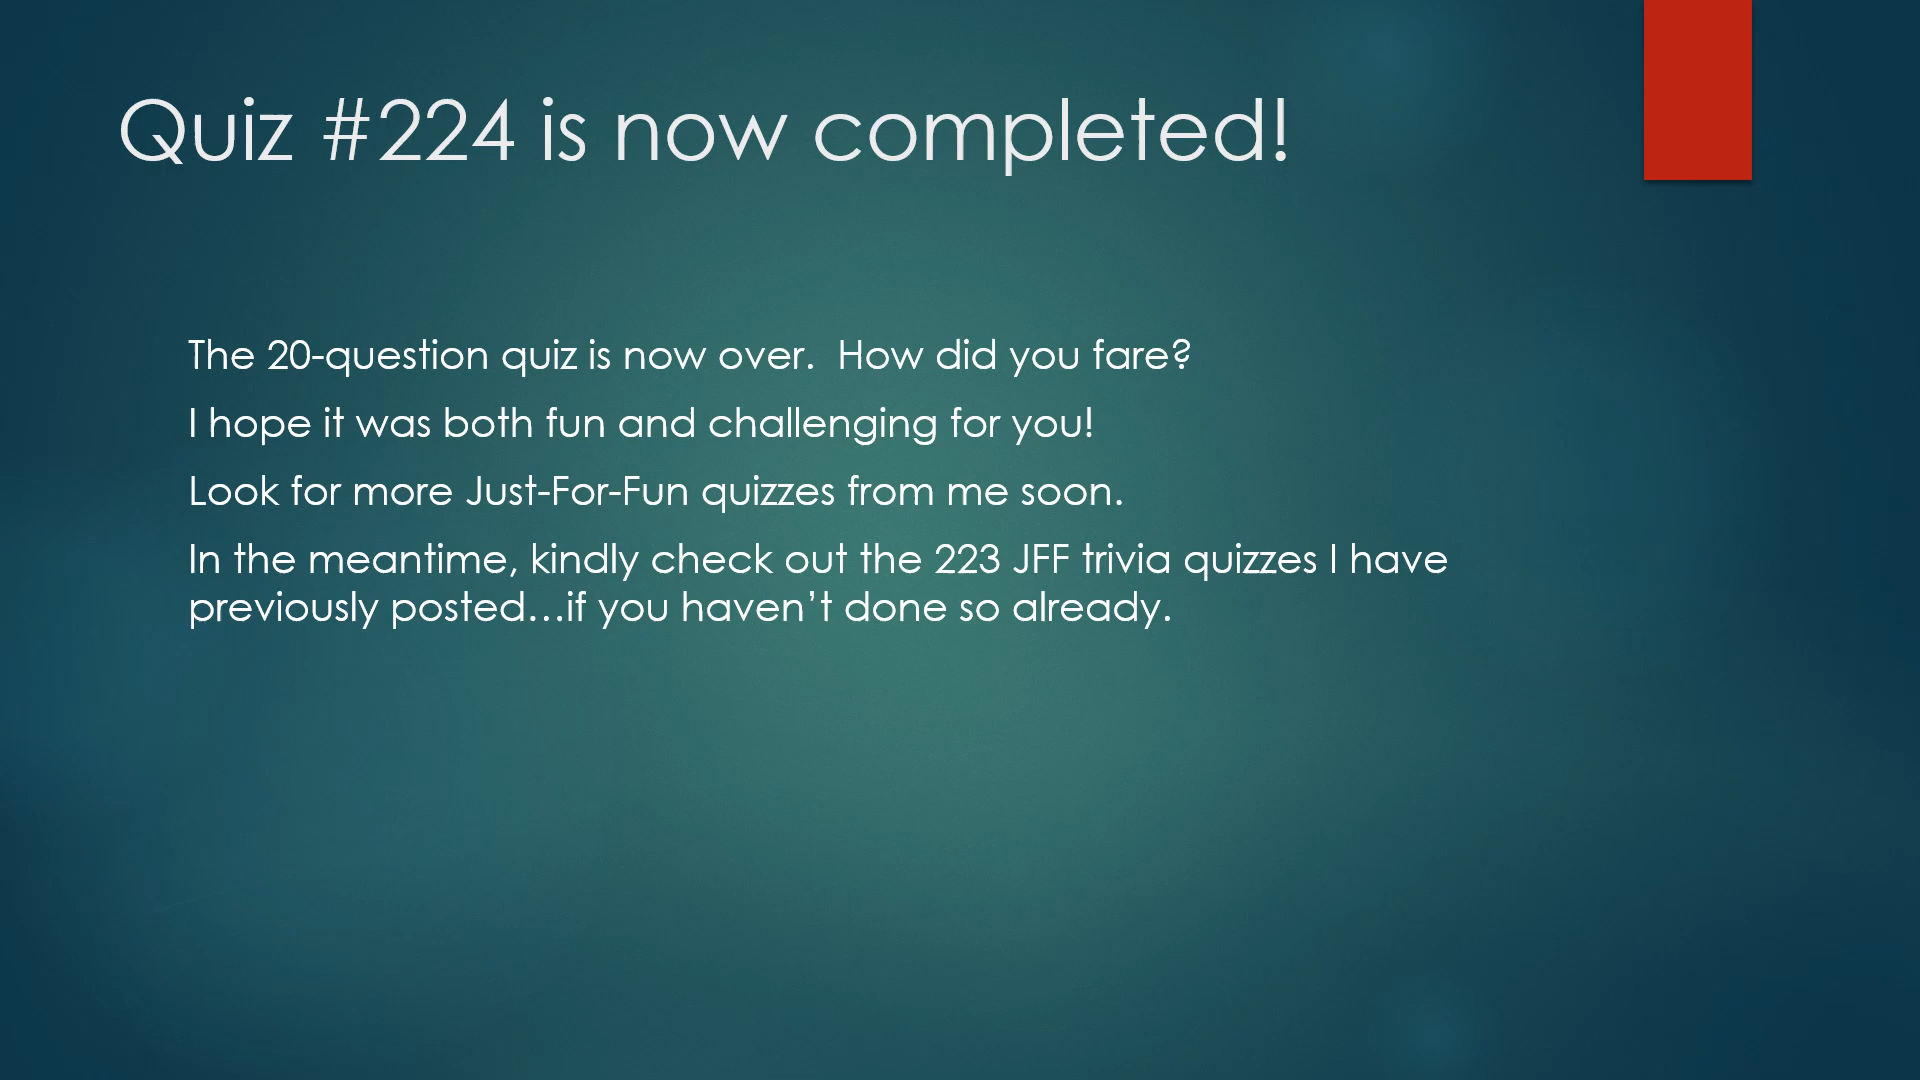 Quiz #224 is now completed!
The 20-question quiz is now over.  How did you fare?
I hope it was both fun and challenging for you!
Look for more Just-For-Fun quizzes from me soon.
In the meantime, kindly check out the 223 JFF trivia quizzes I have
previously posted…if you haven’t done so already.